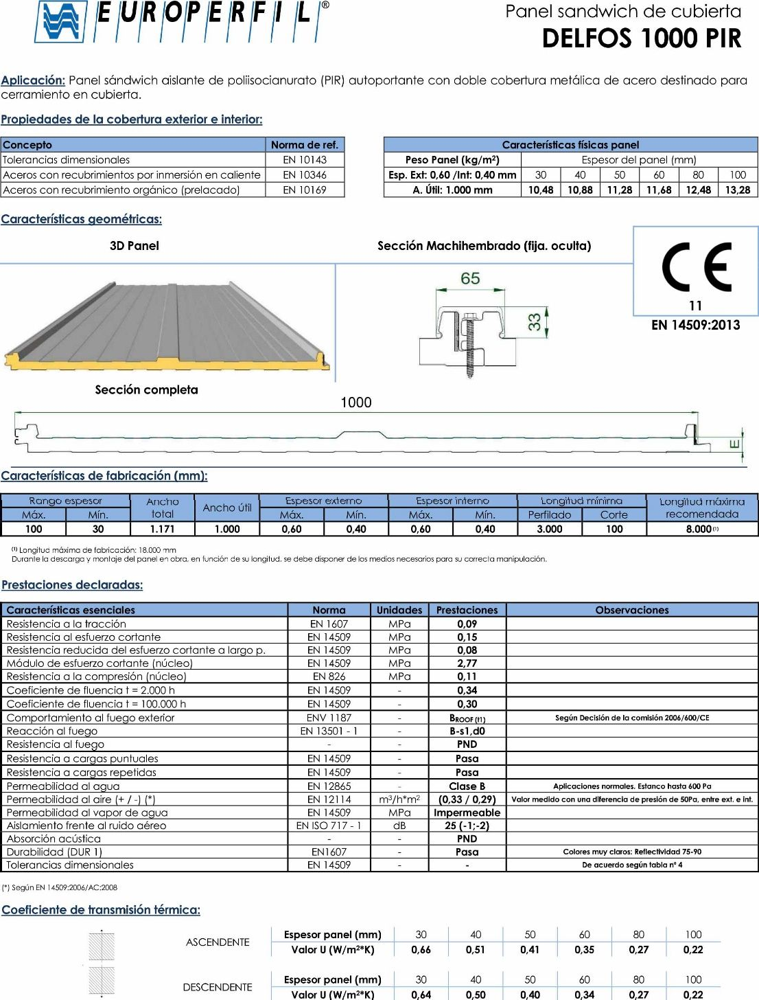 EUROPERFIL®
Panel sandwich de cubierta
DELFOS 1000 PIR
Aplicación: Panel sándwich aislante de poliisocianurato (PIR) autoportante con doble cobertura metálica de acero destinado para
cerramiento en cubierta.
Propiedades de la cobertura exterior e interior:
Concepto Norma de ref.
Tolerancias dimensionales EN 10143
Aceros con recubrimientos por inmersión en caliente EN 10346
Aceros con recubrimiento orgánico (prelacado) EN 10169
Características físicas panel
Peso Panel (kg/m²) Espesor del panel (mm)
Esp. Ext: 0,60 /Int: 0,40 mm 30 40 50 60 80 100
A. Útil: 1.000 mm 10,48 10,88 11,28 11,68 12,48 13,28
Características geométricas:
3D Panel
Sección Machihembrado (fija. oculta)
65
33
CE
11
EN 14509:2013
Sección completa
1000
E
Características de fabricación (mm):
Rango espesor Ancho total Ancho útil Espesor externo Espesor interno Longitud mínima Longitud máxima recomendada
Máx. Mín. Máx. Mín. Máx. Mín. Perfilado Corte
100 30 1.171 1.000 0,60 0,40 0,60 0,40 3.000 100 8.000 (1)
(1) Longitud máxima de fabricación: 18.000 mm
Durante la descarga y montaje del panel en obra, en función de su longitud, se debe disponer de los medios necesarios para su correcta manipulación.
Prestaciones declaradas:
Características esenciales Norma Unidades Prestaciones Observaciones
Resistencia a la tracción EN 1607 MPa 0,09
Resistencia al esfuerzo cortante EN 14509 MPa 0,15
Resistencia reducida del esfuerzo cortante a largo p. EN 14509 MPa 0,08
Módulo de esfuerzo cortante (núcleo) EN 14509 MPa 2,77
Resistencia a la compresión (núcleo) EN 826 MPa 0,11
Coeficiente de fluencia t = 2.000 h EN 14509 - 0,34
Coeficiente de fluencia t = 100.000 h EN 14509 - 0,30
Comportamiento al fuego exterior ENV 1187 - BROOF (t1) Según Decisión de la comisión 2006/600/CE
Reacción al fuego EN 13501 - 1 - B-s1,d0
Resistencia al fuego - - PND
Resistencia a cargas puntuales EN 14509 - Pasa
Resistencia a cargas repetidas EN 14509 - Pasa
Permeabilidad al agua EN 12865 - Clase B Aplicaciones normales. Estanco hasta 600 Pa
Permeabilidad al aire (+ / -) (*) EN 12114 m³/h*m² (0,33 / 0,29) Valor medido con una diferencia de presión de 50Pa, entre ext. e int.
Permeabilidad al vapor de agua EN 14509 MPa Impermeable
Aislamiento frente al ruido aéreo EN ISO 717 - 1 dB 25 (-1;-2)
Absorción acústica - - PND
Durabilidad (DUR 1) EN1607 - Pasa Colores muy claros: Reflectividad 75-90
Tolerancias dimensionales EN 14509 - - De acuerdo según tabla nº 4
(*) Según EN 14509:2006/AC:2008
Coeficiente de transmisión térmica:
ASCENDENTE
Espesor panel (mm) 30 40 50 60 80 100
Valor U (W/m²*K) 0,66 0,51 0,41 0,35 0,27 0,22
DESCENDENTE
Espesor panel (mm) 30 40 50 60 80 100
Valor U (W/m²*K) 0,64 0,50 0,40 0,34 0,27 0,22